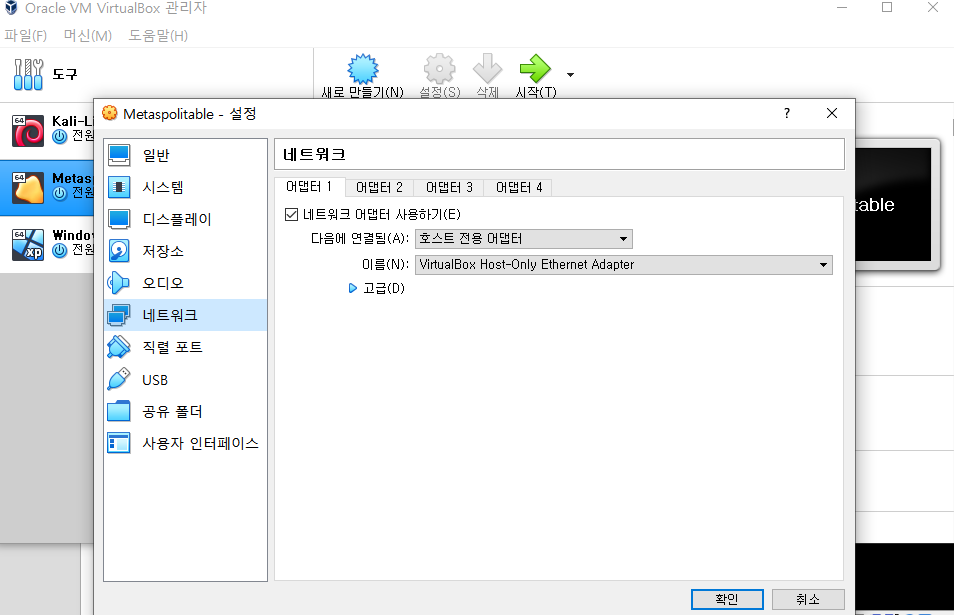 Oracle VM VirtualBox 관리자
파일(F) 머신(M) 도움말(H)
도구
새로 만들기(N) 설정(S) 삭제 시작(T)
Metaspolitable - 설정 ?
64 Kali-Li
전원
64 Metas
전원
64 XP Windo
전원
table
일반
시스템
디스플레이
저장소
오디오
네트워크
직렬 포트
USB
공유 폴더
사용자 인터페이스
네트워크
어댑터 1 어댑터 2 어댑터 3 어댑터 4
네트워크 어댑터 사용하기(E)
다음에 연결됨(A): 호스트 전용 어댑터
이름(N): VirtualBox Host-Only Ethernet Adapter
고급(D)
확인 취소